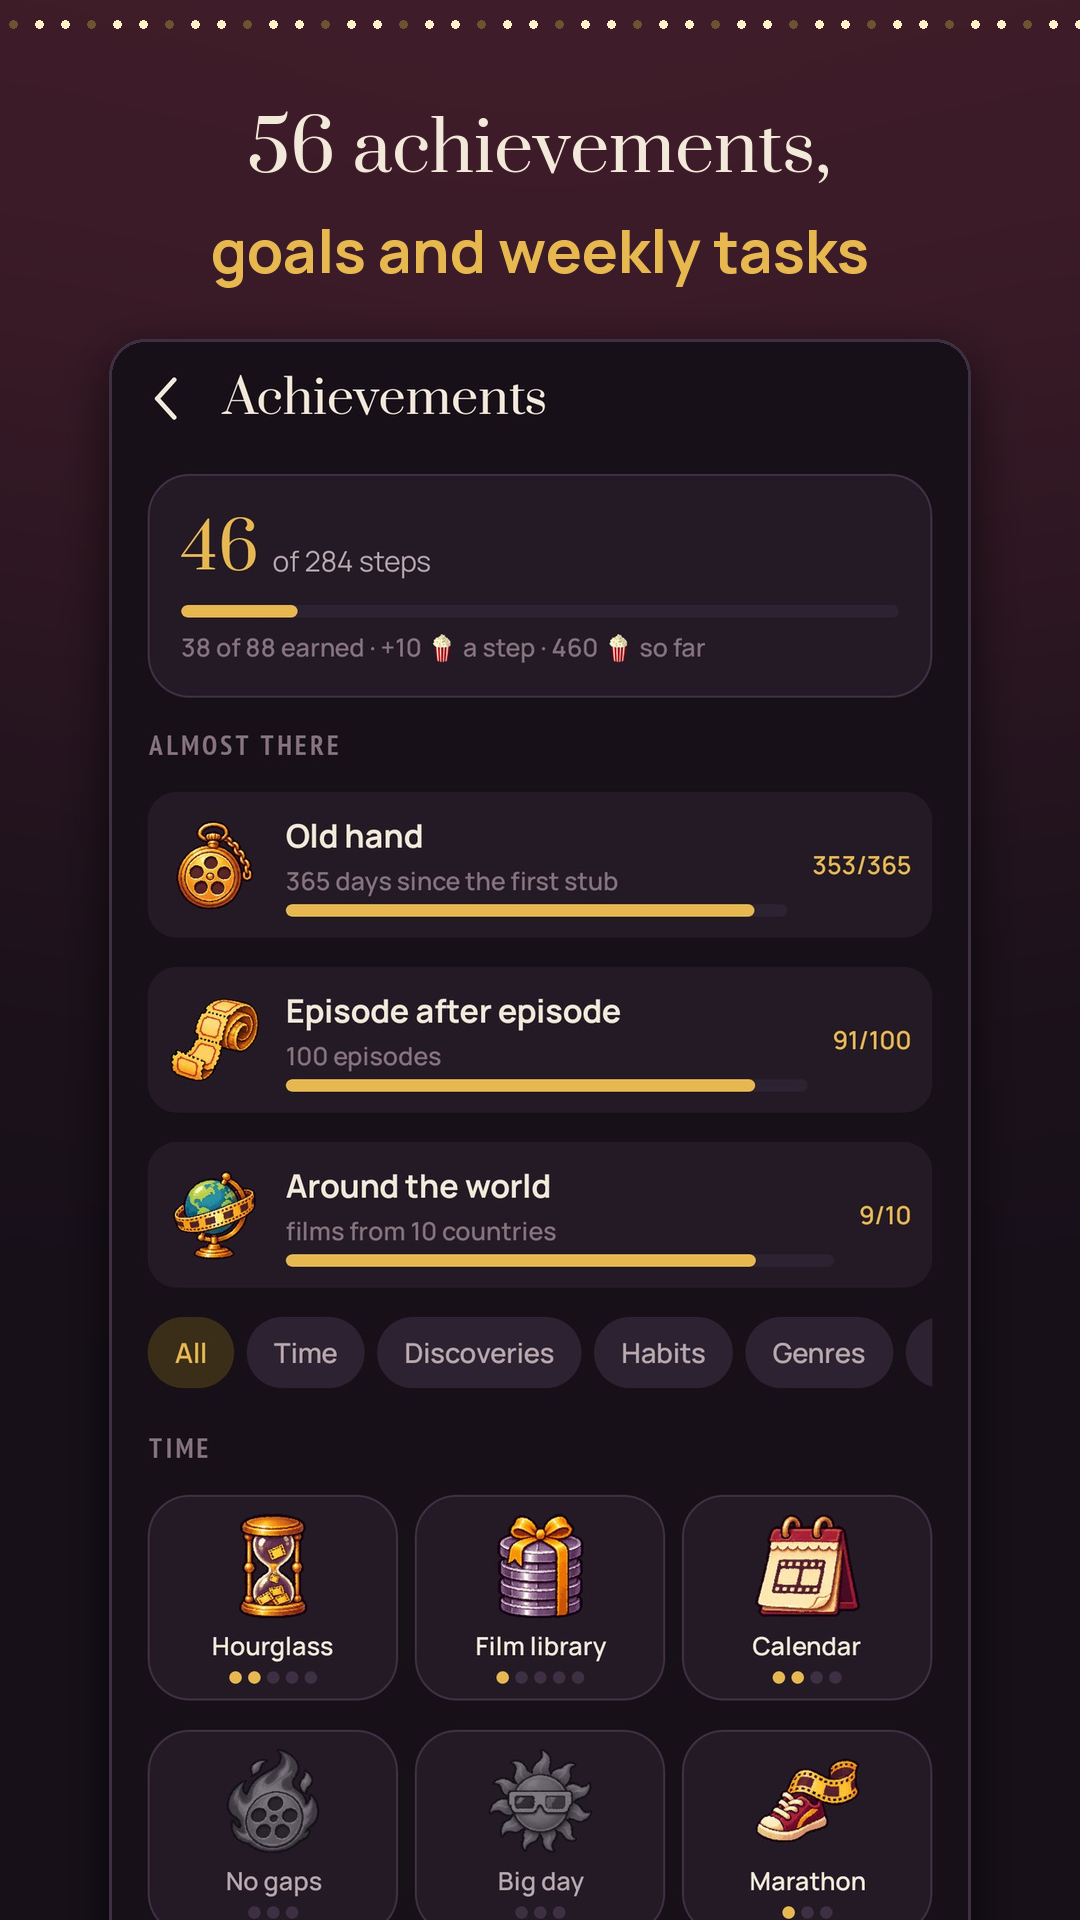 56 achievements,
goals and weekly tasks
Achievements
46 of 284 steps
38 of 88 earned · +10 🍿 a step · 460 🍿 so far
ALMOST THERE
Old hand
365 days since the first stub
353/365
Episode after episode
100 episodes
91/100
Around the world
films from 10 countries
9/10
All Time Discoveries Habits Genres
TIME
Hourglass Film library Calendar
No gaps Big day Marathon